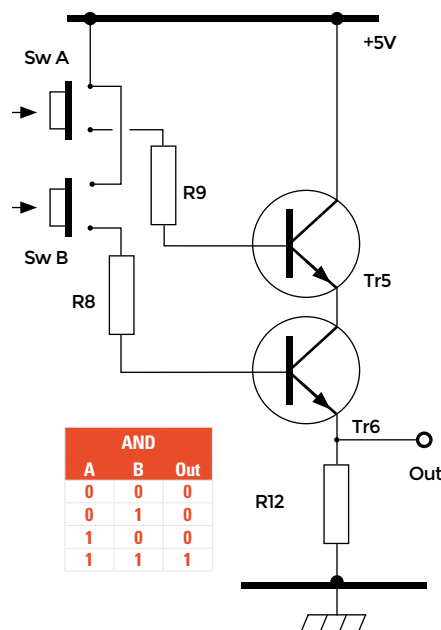 +5V
Sw A
R9
Sw B
Tr5
R8
Tr6
Out
R12
AND
A B Out
0 0 0
0 1 0
1 0 0
1 1 1